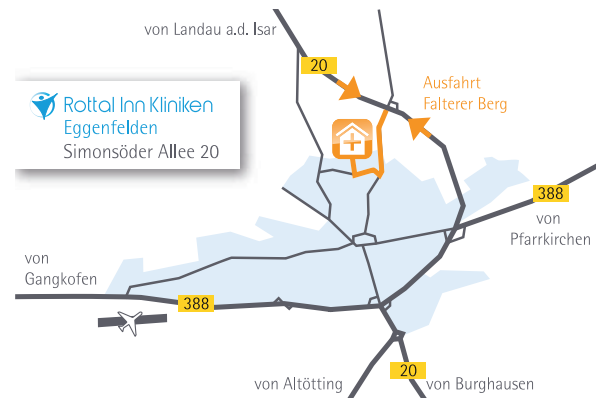 von Landau a.d. Isar
20
Ausfahrt
Falterer Berg
Rottal Inn Kliniken
Eggenfelden
Simonsöder Allee 20
388
von
Pfarrkirchen
von
Gangkofen
388
20
von Altötting
von Burghausen